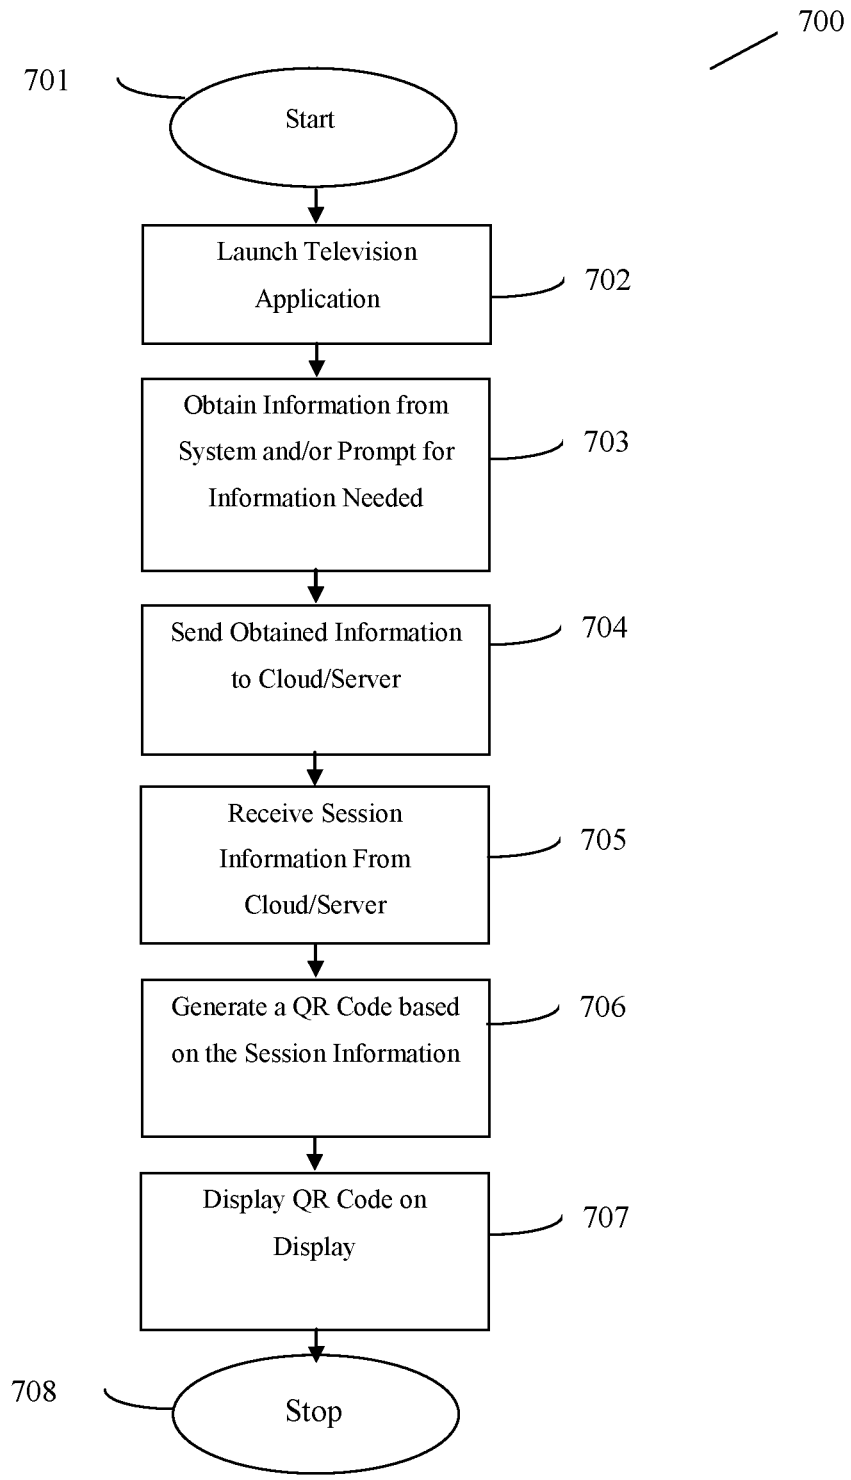 700
701
Start
Launch Television
Application
702
Obtain Information from
System and/or Prompt for
Information Needed
703
Send Obtained Information
to Cloud/Server
704
Receive Session
Information From
Cloud/Server
705
Generate a QR Code based
on the Session Information
706
Display QR Code on
Display
707
708
Stop